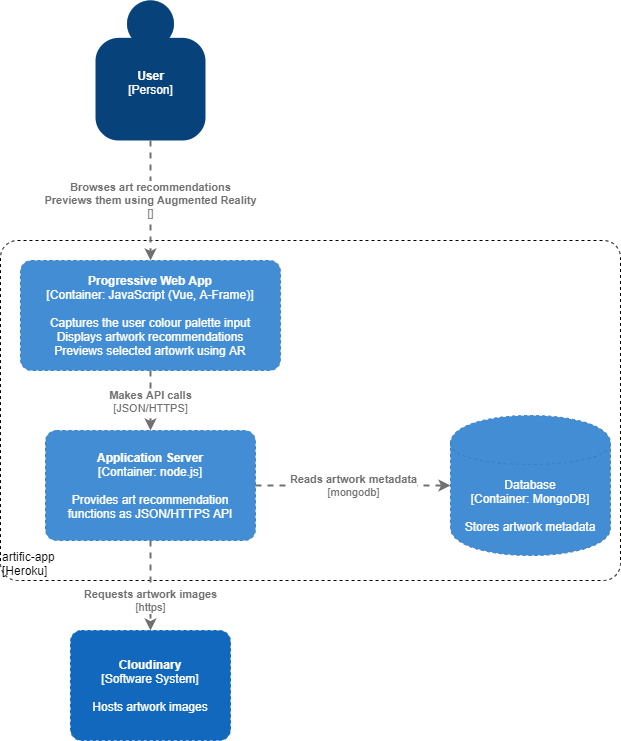 User
[Person]
Browses art recommendations
Previews them using Augmented Reality
[]
Progressive Web App
[Container: JavaScript (Vue, A-Frame)]
Captures the user colour palette input
Displays artwork recommendations
Previews selected artowrk using AR
Makes API calls
[JSON/HTTPS]
Application Server
[Container: node.js]
Provides art recommendation
functions as JSON/HTTPS API
Reads artwork metadata
[mongodb]
Database
[Container: MongoDB]
Stores artwork metadata
artific-app
[Heroku]
Requests artwork images
[https]
Cloudinary
[Software System]
Hosts artwork images